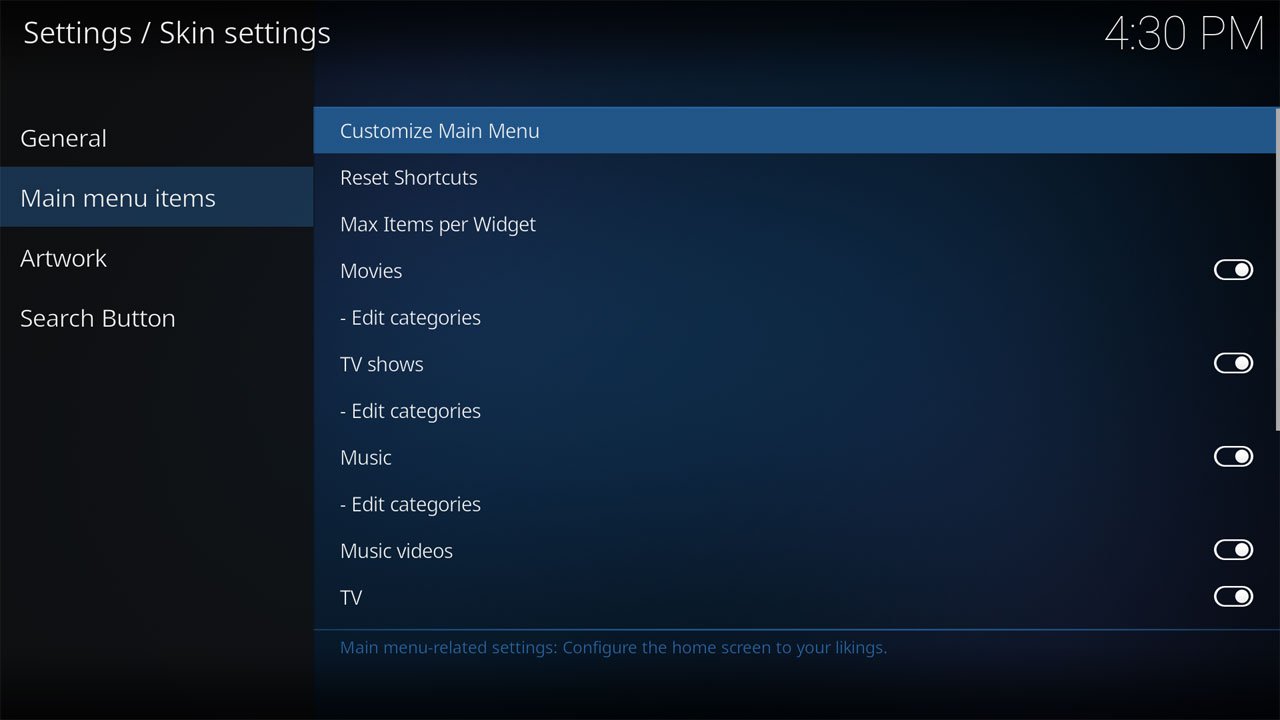 Settings / Skin settings
4:30 PM
General
Main menu items
Artwork
Search Button
Customize Main Menu
Reset Shortcuts
Max Items per Widget
Movies
- Edit categories
TV shows
- Edit categories
Music
- Edit categories
Music videos
TV
Main menu-related settings: Configure the home screen to your likings.